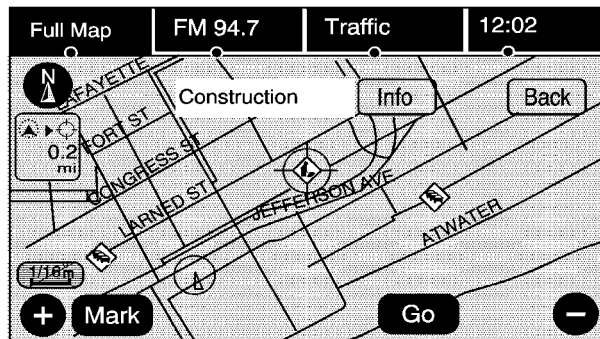 Full Map
FM 94.7
Traffic
12:02
N
LAFAYETTE
Construction
Info
Back
FORT ST
0.2
mi
CONGRESS ST
LARNED ST
JEFFERSON AVE
ATWATER
1/16m
+
Mark
Go
−